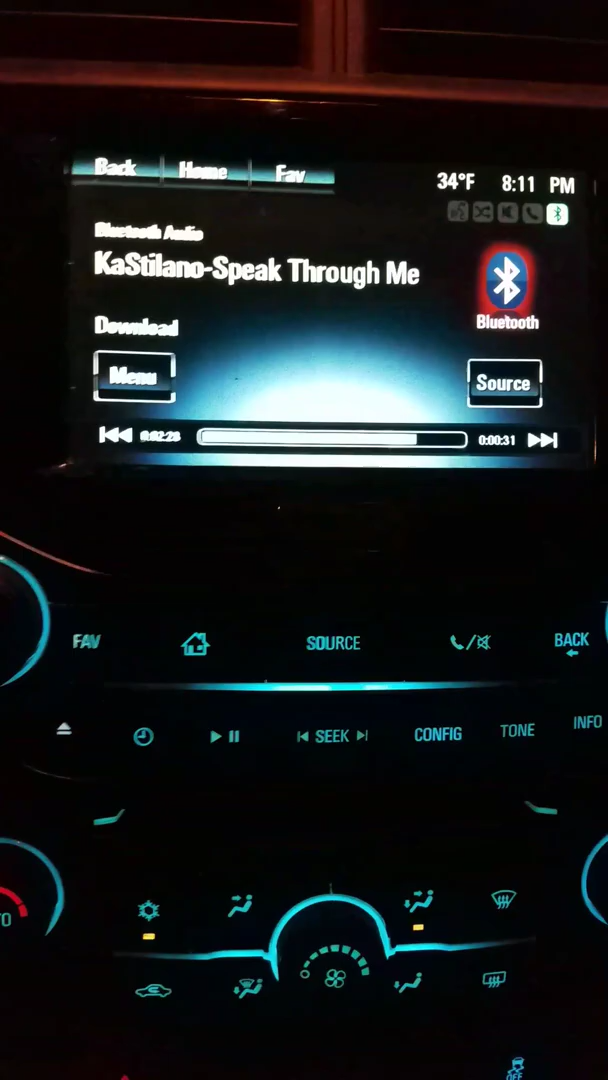 Back Home Fav 34°F 8:11 PM
Bluetooth Audio
KaStilano-Speak Through Me
Bluetooth
Download
Menu Source
0:02:28 0:00:31
FAV SOURCE BACK
SEEK CONFIG TONE INFO
OFF